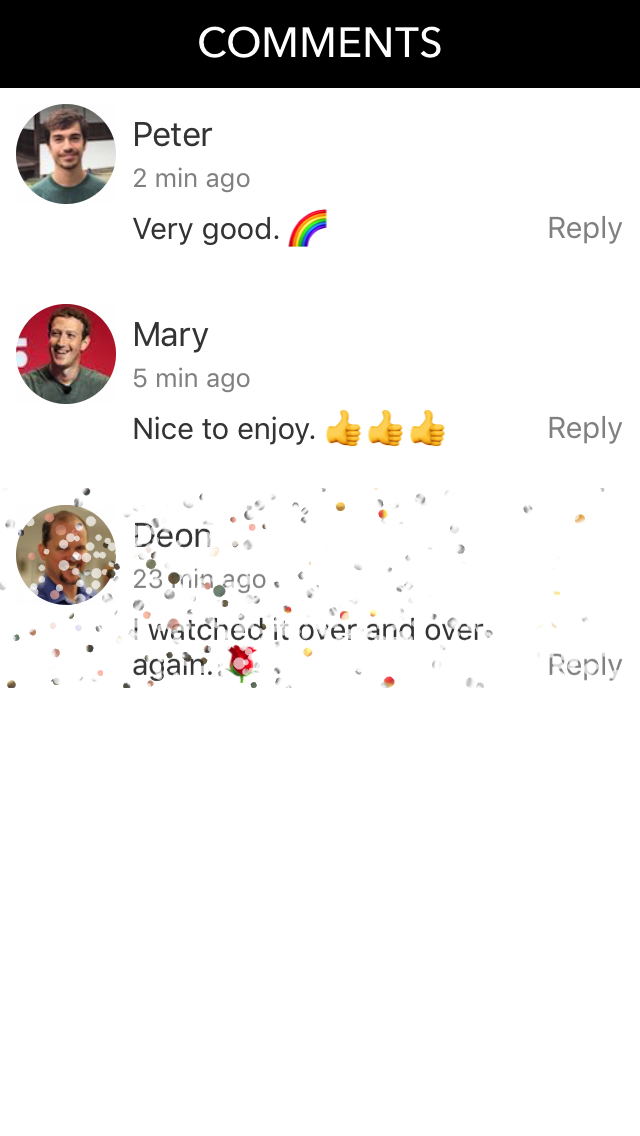 COMMENTS
Peter
2 min ago
Very good. 🌈
Reply
Mary
5 min ago
Nice to enjoy. 👍👍👍
Reply
Deon
23 min ago
I watched it over and over
again. 🌹
Reply